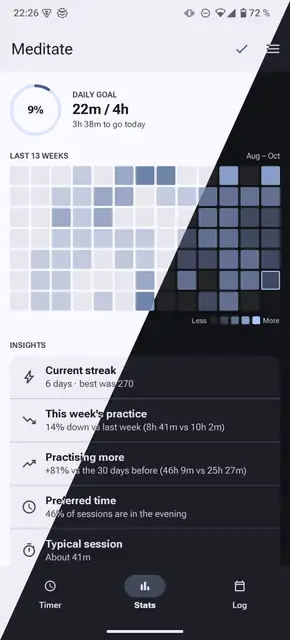 22:26
72 %
Meditate
9%
DAILY GOAL
22m / 4h
3h 38m to go today
LAST 13 WEEKS
Aug – Oct
Less
More
INSIGHTS
Current streak
6 days · best was 270
This week's practice
14% down vs last week (8h 41m vs 10h 2m)
Practising more
+81% vs the 30 days before (46h 9m vs 25h 27m)
Preferred time
46% of sessions are in the evening
Typical session
About 41m
Timer
Stats
Log